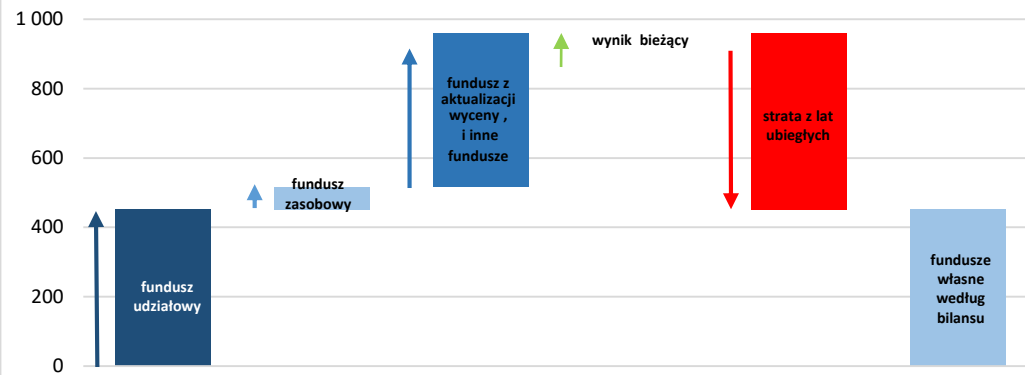 1 000
800
600
400
200
0
fundusz
udziałowy
fundusz
zasobowy
fundusz z
aktualizacji
wyceny ,
i inne
fundusze
wynik bieżący
strata z lat
ubiegłych
fundusze
własne
według
bilansu